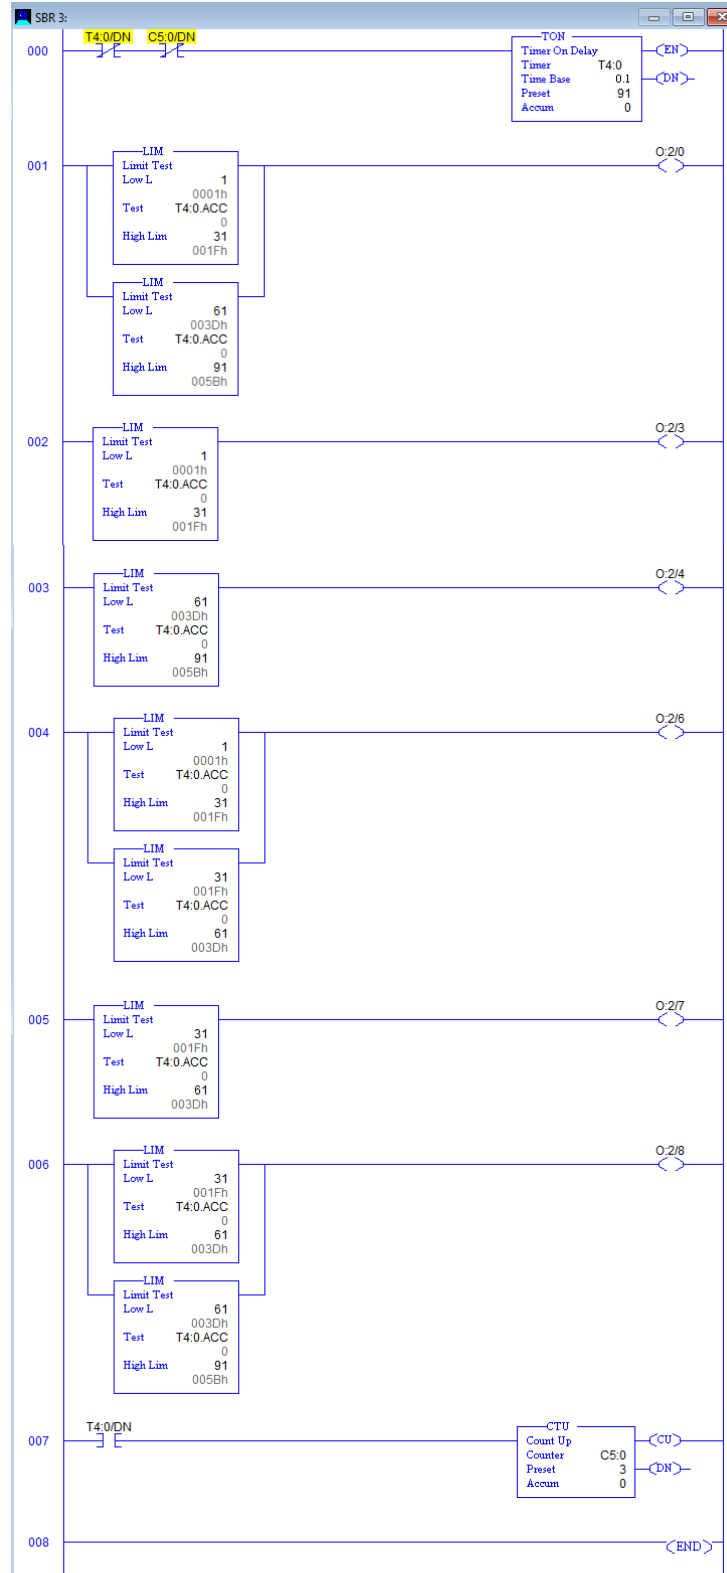 SBR 3:
T4:0/DN C5:0/DN
000
TON
Timer On Delay
Timer T4:0
Time Base 0.1
Preset 91
Accum 0
EN
DN
001
LIM
Limit Test
Low L 1
0001h
Test T4:0.ACC
0
High Lim 31
001Fh
O:2/0
LIM
Limit Test
Low L 61
003Dh
Test T4:0.ACC
0
High Lim 91
005Bh
002
LIM
Limit Test
Low L 1
0001h
Test T4:0.ACC
0
High Lim 31
001Fh
O:2/3
003
LIM
Limit Test
Low L 61
003Dh
Test T4:0.ACC
0
High Lim 91
005Bh
O:2/4
004
LIM
Limit Test
Low L 1
0001h
Test T4:0.ACC
0
High Lim 31
001Fh
O:2/6
LIM
Limit Test
Low L 31
001Fh
Test T4:0.ACC
0
High Lim 61
003Dh
005
LIM
Limit Test
Low L 31
001Fh
Test T4:0.ACC
0
High Lim 61
003Dh
O:2/7
006
LIM
Limit Test
Low L 31
001Fh
Test T4:0.ACC
0
High Lim 61
003Dh
O:2/8
LIM
Limit Test
Low L 61
003Dh
Test T4:0.ACC
0
High Lim 91
005Bh
T4:0/DN
007
CTU
Count Up
Counter C5:0
Preset 3
Accum 0
CU
DN
008
END